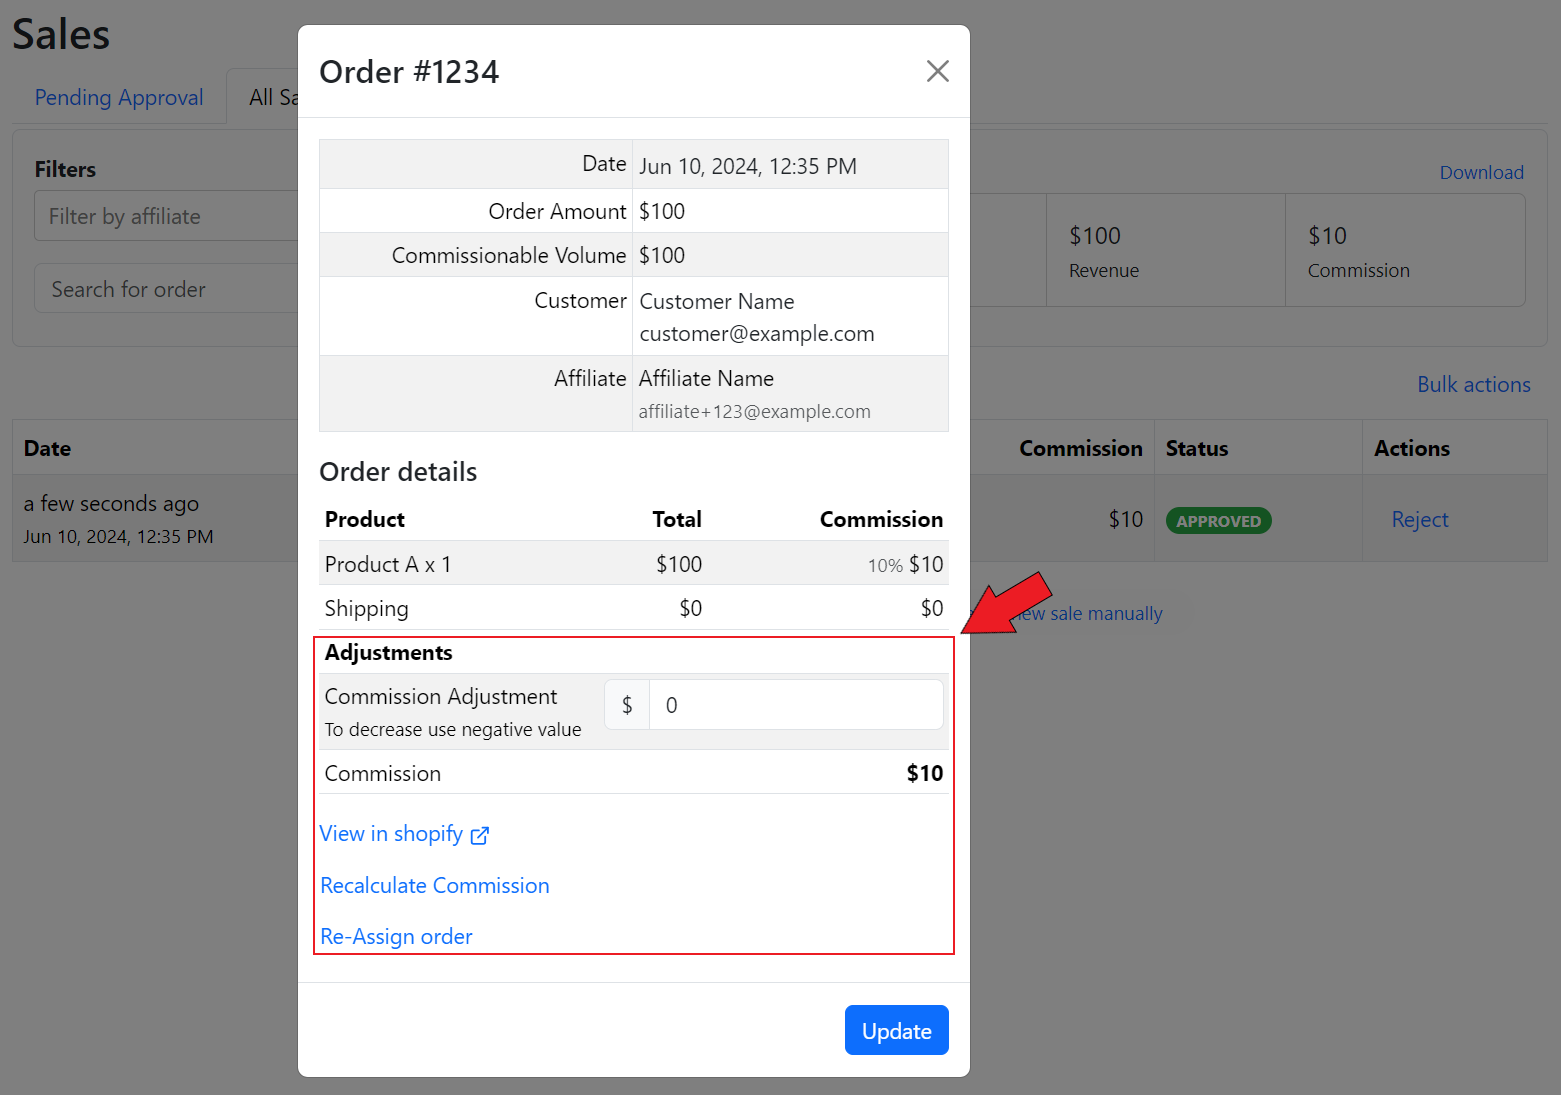 Sales
Pending Approval
All Sa
Filters
Filter by affiliate
Search for order
Download
$100
Revenue
$10
Commission
Bulk actions
Date
Commission
Status
Actions
a few seconds ago
Jun 10, 2024, 12:35 PM
$10
APPROVED
Reject
new sale manually
Order #1234
Date Jun 10, 2024, 12:35 PM
Order Amount $100
Commissionable Volume $100
Customer Customer Name
customer@example.com
Affiliate Affiliate Name
affiliate+123@example.com
Order details
Product Total Commission
Product A x 1 $100 10% $10
Shipping $0 $0
Adjustments
Commission Adjustment $ 0
To decrease use negative value
Commission $10
View in shopify
Recalculate Commission
Re-Assign order
Update